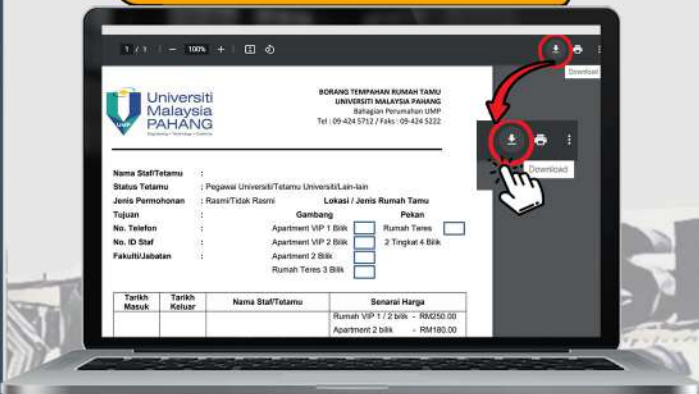 1 / 1 — 100% +
Download
Universiti
Malaysia
PAHANG
UMP
BORANG TEMPAHAN RUMAH TAMU
UNIVERSITI MALAYSIA PAHANG
Bahagian Perumahan UMP
Tel : 09-424 5712 / Faks : 09-424 5222
Download
Nama Staf/Tetamu :
Status Tetamu : Pegawai Universiti/Tetamu Universiti/Lain-lain
Jenis Permohonan : Rasmi/Tidak Rasmi Lokasi / Jenis Rumah Tamu
Tujuan : Gambang Pekan
No. Telefon : Apartment VIP 1 Bilik Rumah Teres
No. ID Staf : Apartment VIP 2 Bilik 2 Tingkat 4 Bilik
Fakulti/Jabatan : Apartment 2 Bilik
Rumah Teres 3 Bilik
Tarikh Masuk Tarikh Keluar Nama Staf/Tetamu Senarai Harga
Rumah VIP 1 / 2 bilik - RM250.00
Apartment 2 bilik - RM180.00